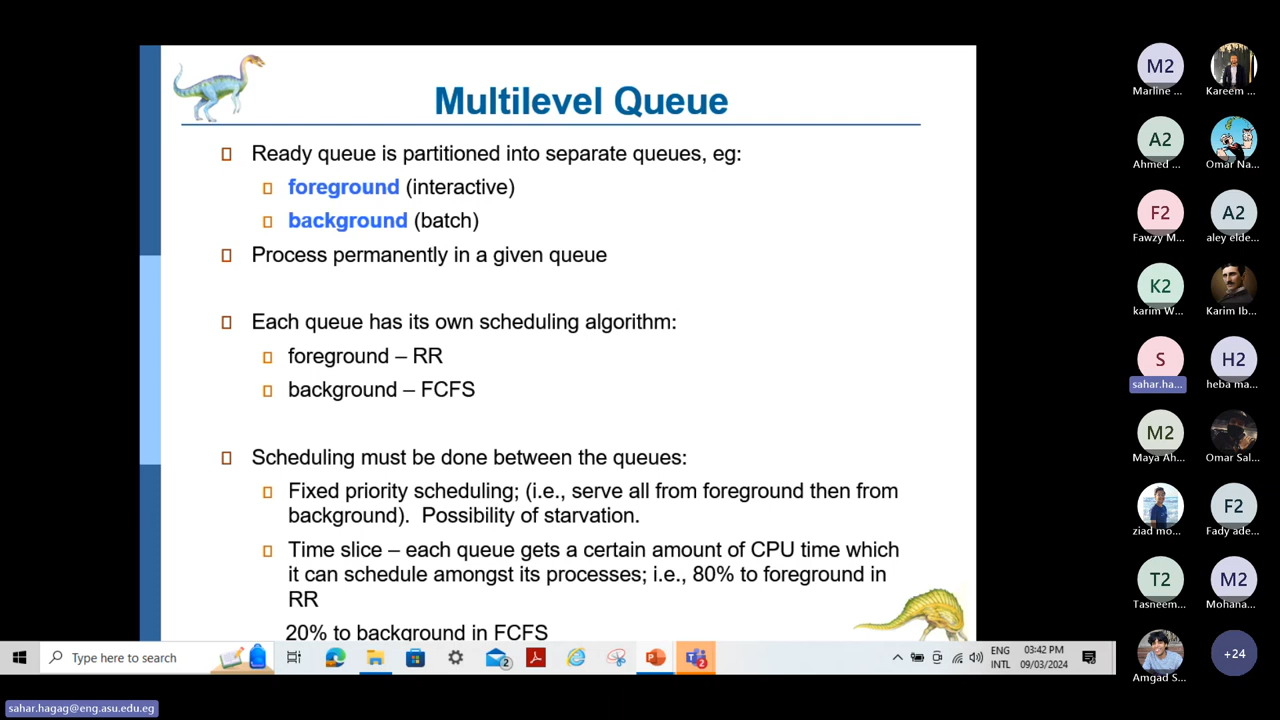 Multilevel Queue
Ready queue is partitioned into separate queues, eg:
foreground (interactive)
background (batch)
Process permanently in a given queue
Each queue has its own scheduling algorithm:
foreground – RR
background – FCFS
Scheduling must be done between the queues:
Fixed priority scheduling; (i.e., serve all from foreground then from
background). Possibility of starvation.
Time slice – each queue gets a certain amount of CPU time which
it can schedule amongst its processes; i.e., 80% to foreground in
RR
20% to background in FCFS
M2
Marline ...
Kareem ...
A2
Ahmed ...
Omar Na...
F2
Fawzy M...
A2
aley elde...
K2
karim W...
Karim Ib...
S
sahar.ha...
H2
heba ma...
M2
Maya Ah...
Omar Sal...
ziad mo...
F2
Fady ade...
T2
Tasneem...
M2
Mohana...
Amgad S...
+24
Type here to search
2
2
ENG
INTL
03:42 PM
09/03/2024
sahar.hagag@eng.asu.edu.eg